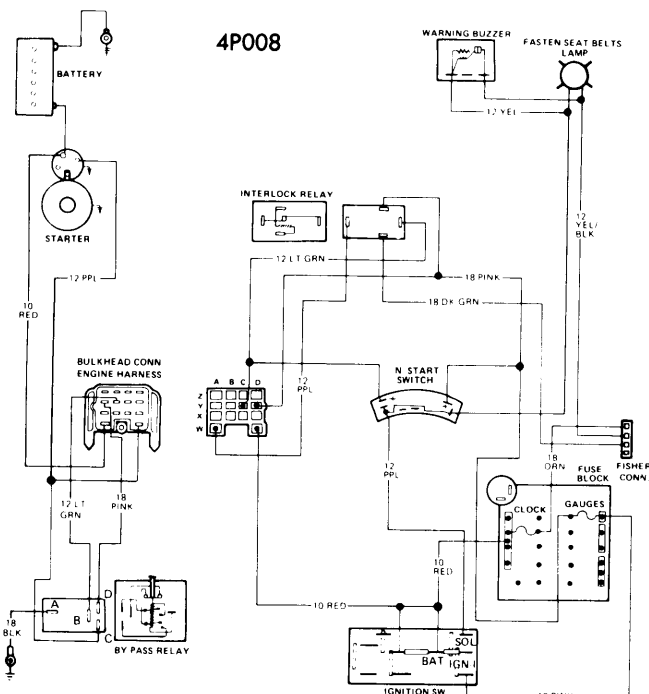 4P008
WARNING BUZZER
FASTEN SEAT BELTS
LAMP
BATTERY
12 YEL
INTERLOCK RELAY
STARTER
12
YEL/
BLK
12 LT GRN
12 PPL
18 PINK
10
RED
18 DK GRN
BULKHEAD CONN
ENGINE HARNESS
A B C D
Z
Y
X
W
12
PPL
N START
SWITCH
12
PPL
18
ORN
FUSE
BLOCK
FISHER
CONN.
12 LT
GRN
18
PINK
CLOCK
GAUGES
10
RED
A
B
D
C
18
BLK
10 RED
BY PASS RELAY
SOL
BAT
IGN I
IGNITION SW